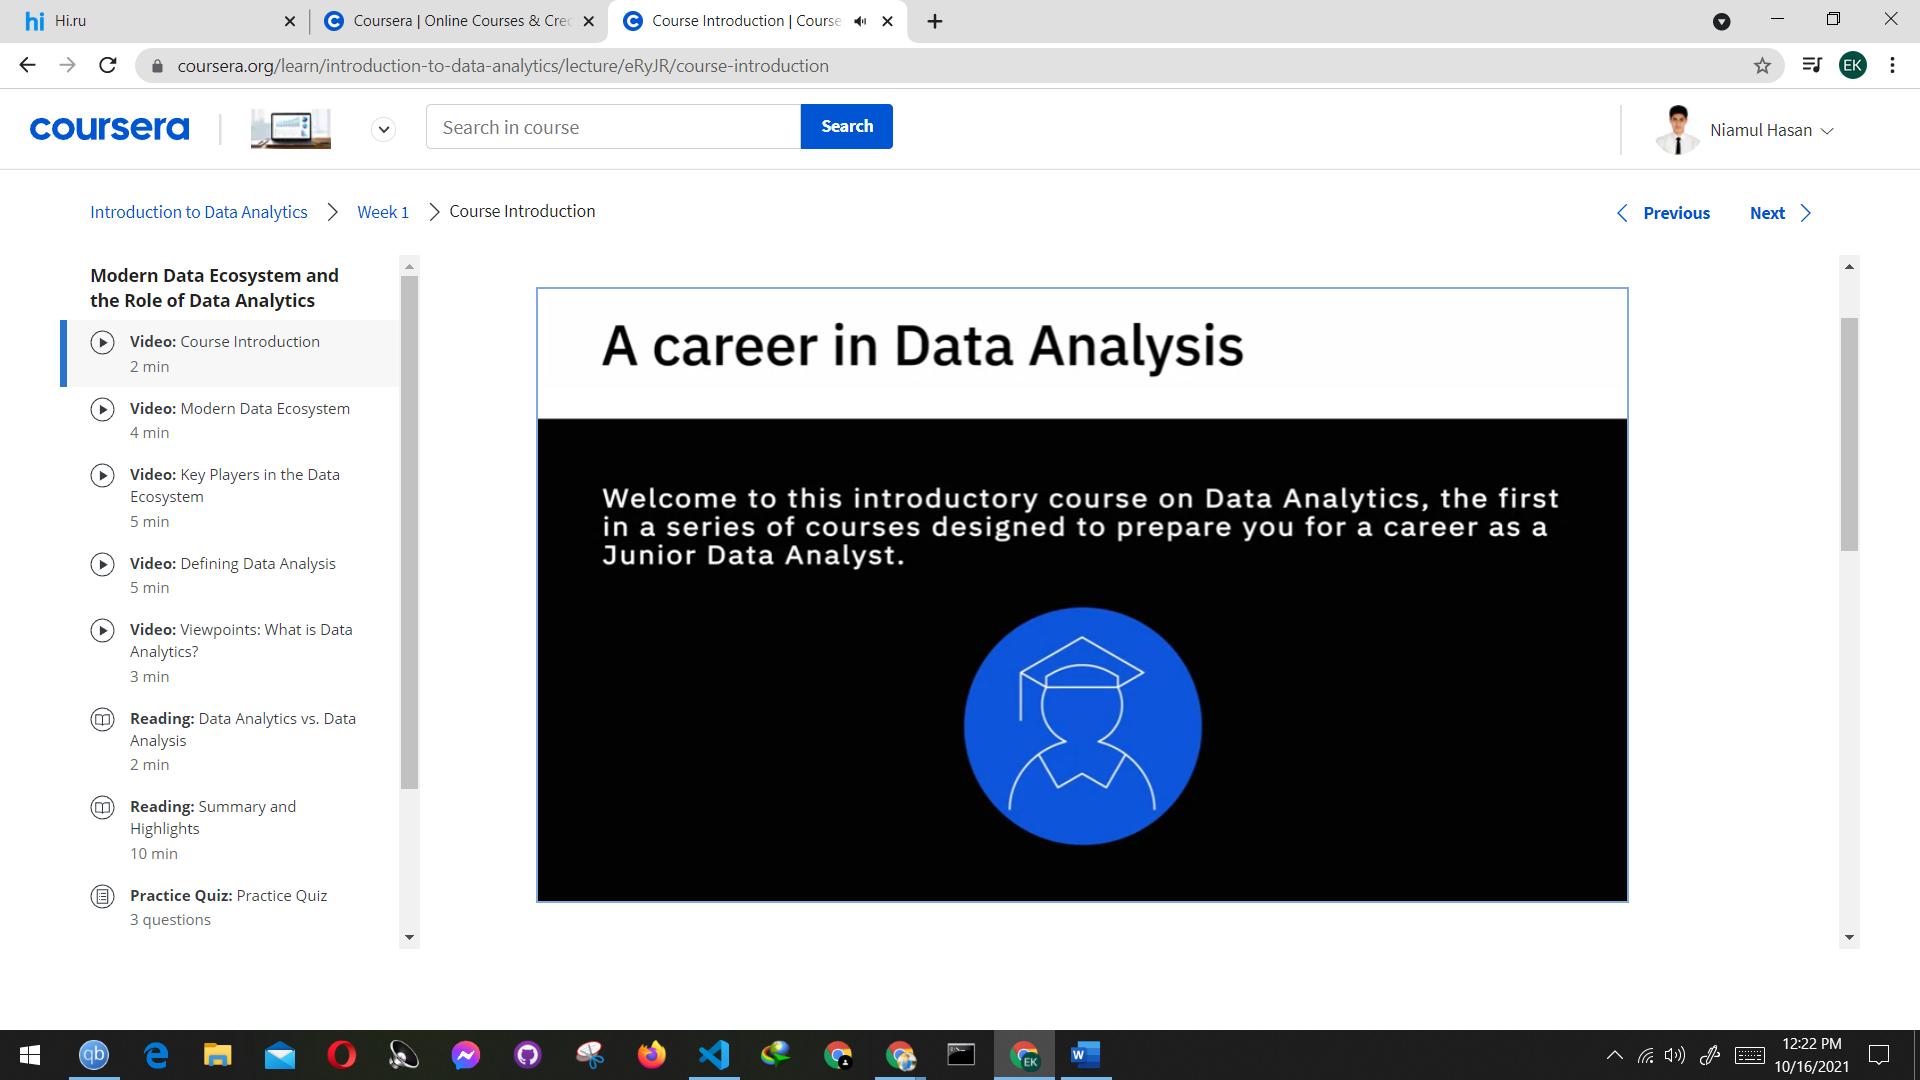 hi Hi.ru
Coursera | Online Courses & Cre
Course Introduction | Course
coursera.org/learn/introduction-to-data-analytics/lecture/eRyJR/course-introduction
EK
coursera
Search in course
Search
Niamul Hasan
Introduction to Data Analytics
Week 1
Course Introduction
Previous
Next
Modern Data Ecosystem and
the Role of Data Analytics
Video: Course Introduction
2 min
Video: Modern Data Ecosystem
4 min
Video: Key Players in the Data
Ecosystem
5 min
Video: Defining Data Analysis
5 min
Video: Viewpoints: What is Data
Analytics?
3 min
Reading: Data Analytics vs. Data
Analysis
2 min
Reading: Summary and
Highlights
10 min
Practice Quiz: Practice Quiz
3 questions
A career in Data Analysis
Welcome to this introductory course on Data Analytics, the first
in a series of courses designed to prepare you for a career as a
Junior Data Analyst.
qb
EK
W
12:22 PM
10/16/2021